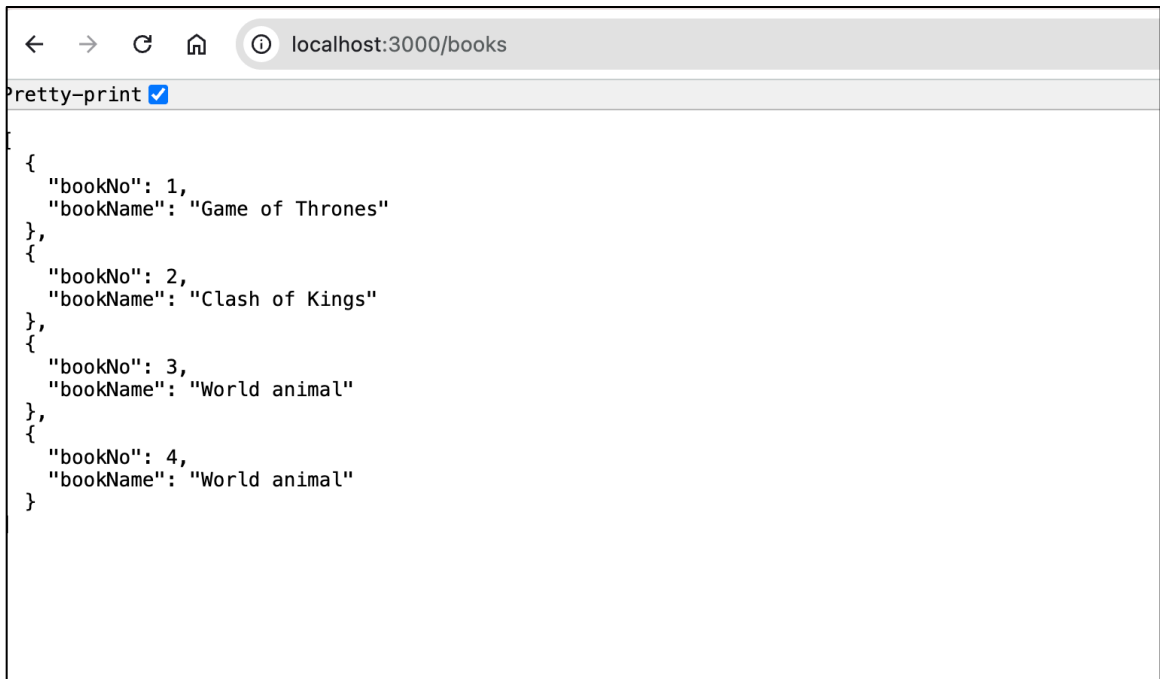 localhost:3000/books
Pretty-print
[
{
"bookNo": 1,
"bookName": "Game of Thrones"
},
{
"bookNo": 2,
"bookName": "Clash of Kings"
},
{
"bookNo": 3,
"bookName": "World animal"
},
{
"bookNo": 4,
"bookName": "World animal"
}
]